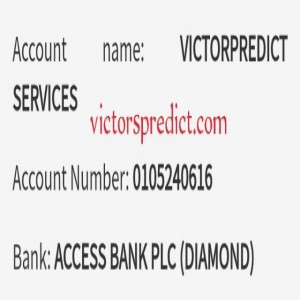 Account name: VICTORPREDICT
SERVICES
victorspredict.com
Account Number: 0105240616
Bank: ACCESS BANK PLC (DIAMOND)